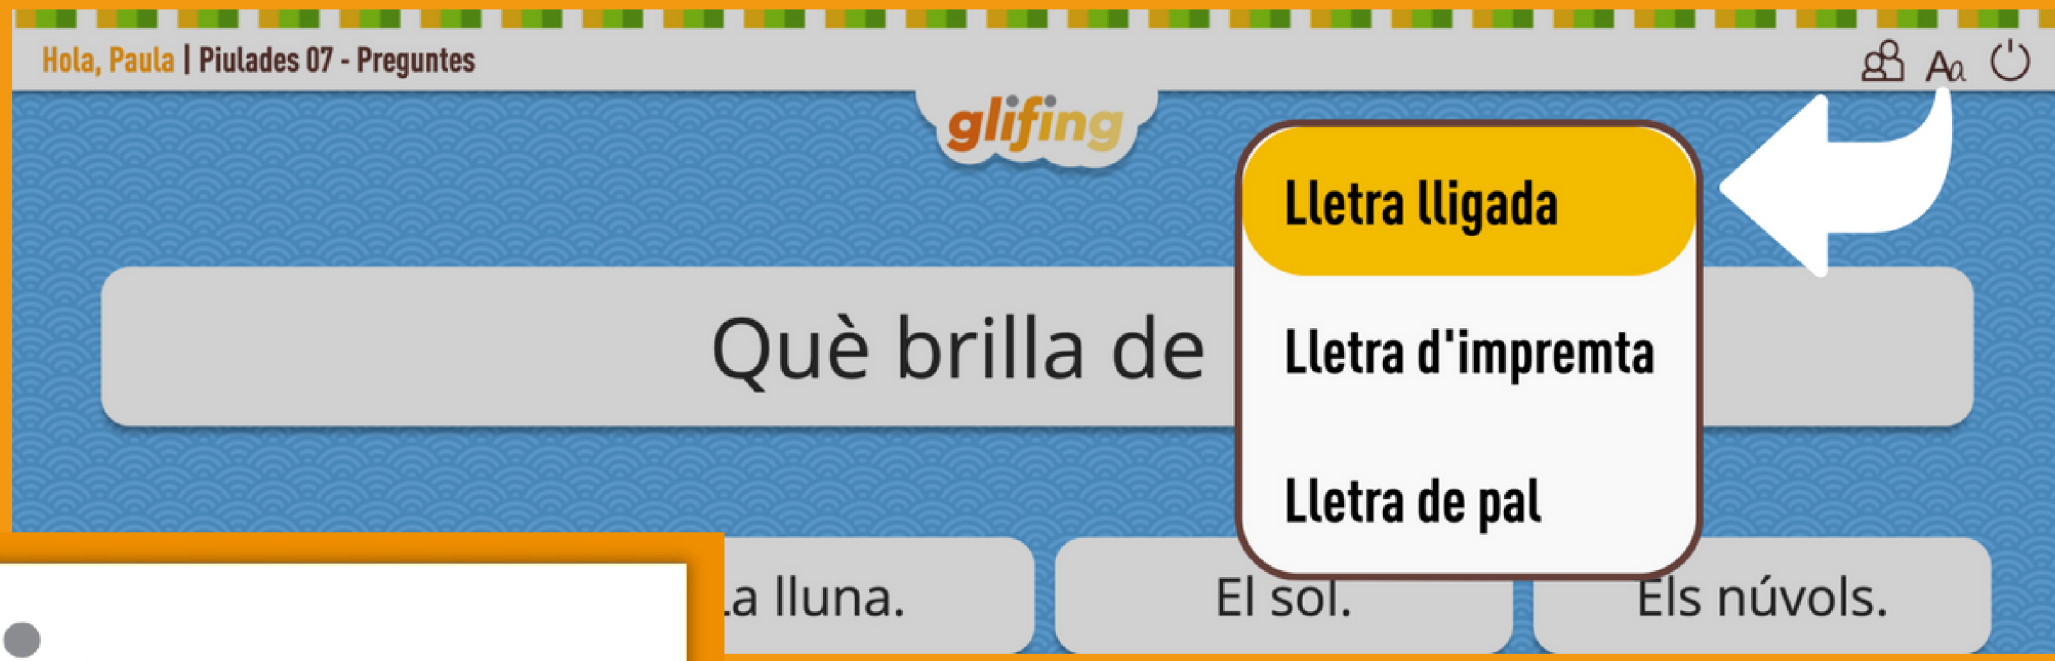 Hola, Paula | Piulades 07 - Preguntes
Aa
glifing
Lletra lligada
Què brilla de
Lletra d'impremta
Lletra de pal
a lluna.
El sol.
Els núvols.